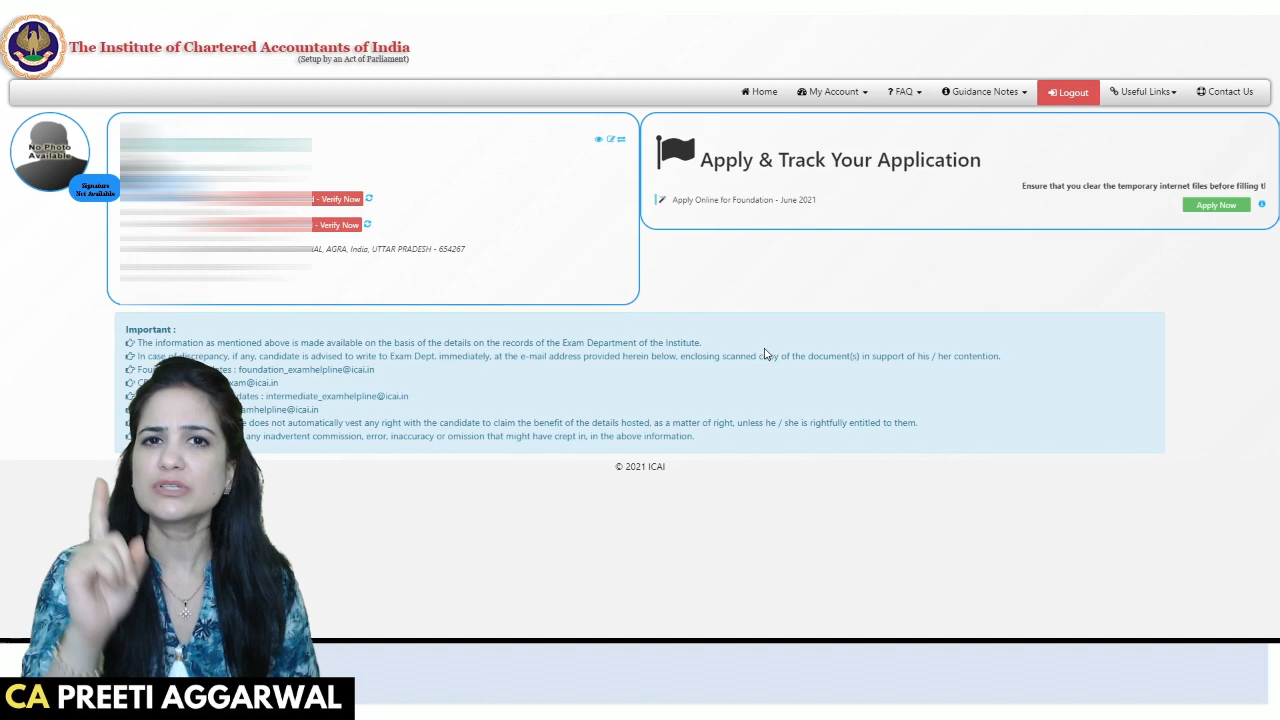 The Institute of Chartered Accountants of India
(Setup by an Act of Parliament)
Home My Account FAQ Guidance Notes Logout Useful Links Contact Us
No Photo
Available
Signature
Not Available
- Verify Now
- Verify Now
AGRA, India, UTTAR PRADESH - 654267
Apply & Track Your Application
Ensure that you clear the temporary internet files before filling
Apply Online for Foundation - June 2021
Apply Now
Important :
The information as mentioned above is made available on the basis of the details on the records of the Exam Department of the Institute.
In case of discrepancy, if any, candidate is advised to write to Exam Dept. immediately, at the e-mail address provided herein below, enclosing scanned copy of the document(s) in support of his / her contention.
: foundation_examhelpline@icai.in
exam@icai.in
dates : intermediate_examhelpline@icai.in
amhelpline@icai.in
does not automatically vest any right with the candidate to claim the benefit of the details hosted, as a matter of right, unless he / she is rightfully entitled to them.
any inadvertent commission, error, inaccuracy or omission that might have crept in, in the above information.
© 2021 ICAI
CA PREETI AGGARWAL